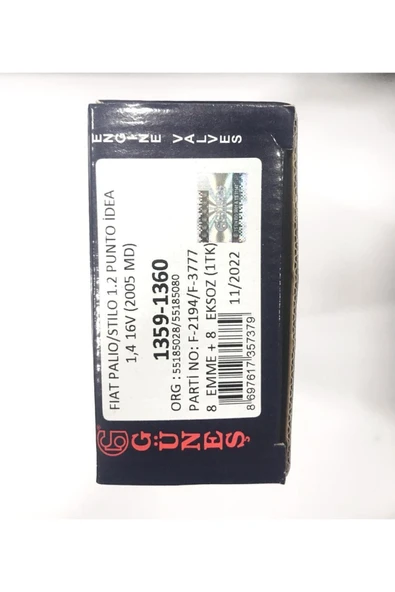 ENGINE VALVES
FIAT PALIO/STILO 1.2 PUNTO İDEA
1,4 16V (2005 MD)
1359-1360
ORG : 55185028/55185080
PARTİ NO: F-2194/F-3777
8 EMME + 8 EKSOZ (1TK)
11/2022
8 697617 357379
GÜNEŞ